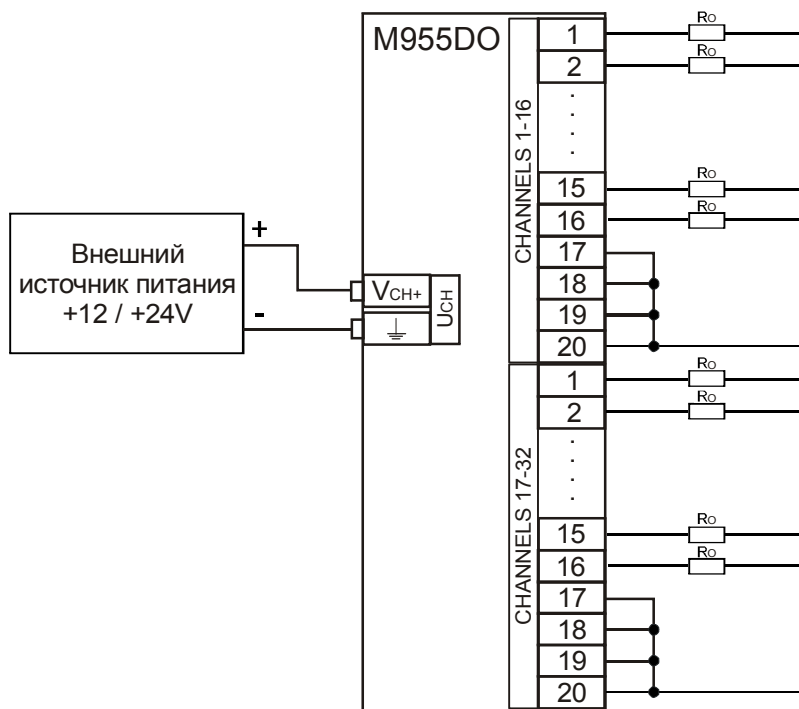 M955DO
CHANNELS 1-16
1
Ro
2
Ro
15
Ro
16
Ro
17
18
19
20
Внешний
источник питания
+12 / +24V
+
-
VCH+
UCH
CHANNELS 17-32
1
Ro
2
Ro
15
Ro
16
Ro
17
18
19
20